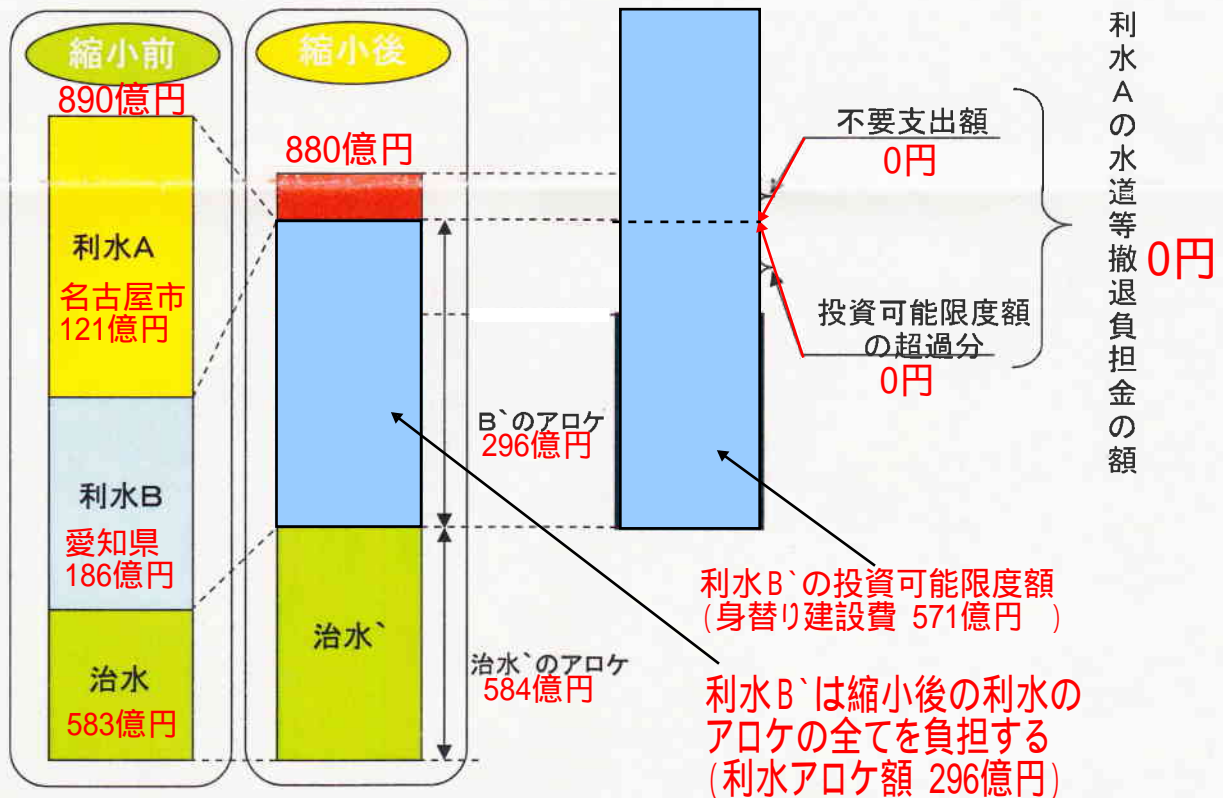 縮小前
890億円
利水A
名古屋市
121億円
利水B
愛知県
186億円
治水
583億円
縮小後
880億円
治水`
B`のアロケ
296億円
治水`のアロケ
584億円
不要支出額
0円
投資可能限度額
の超過分
0円
利水Aの水道等撤退負担金の額
0円
利水B`の投資可能限度額
(身替り建設費 571億円 )
利水B`は縮小後の利水の
アロケの全てを負担する
(利水アロケ額 296億円)